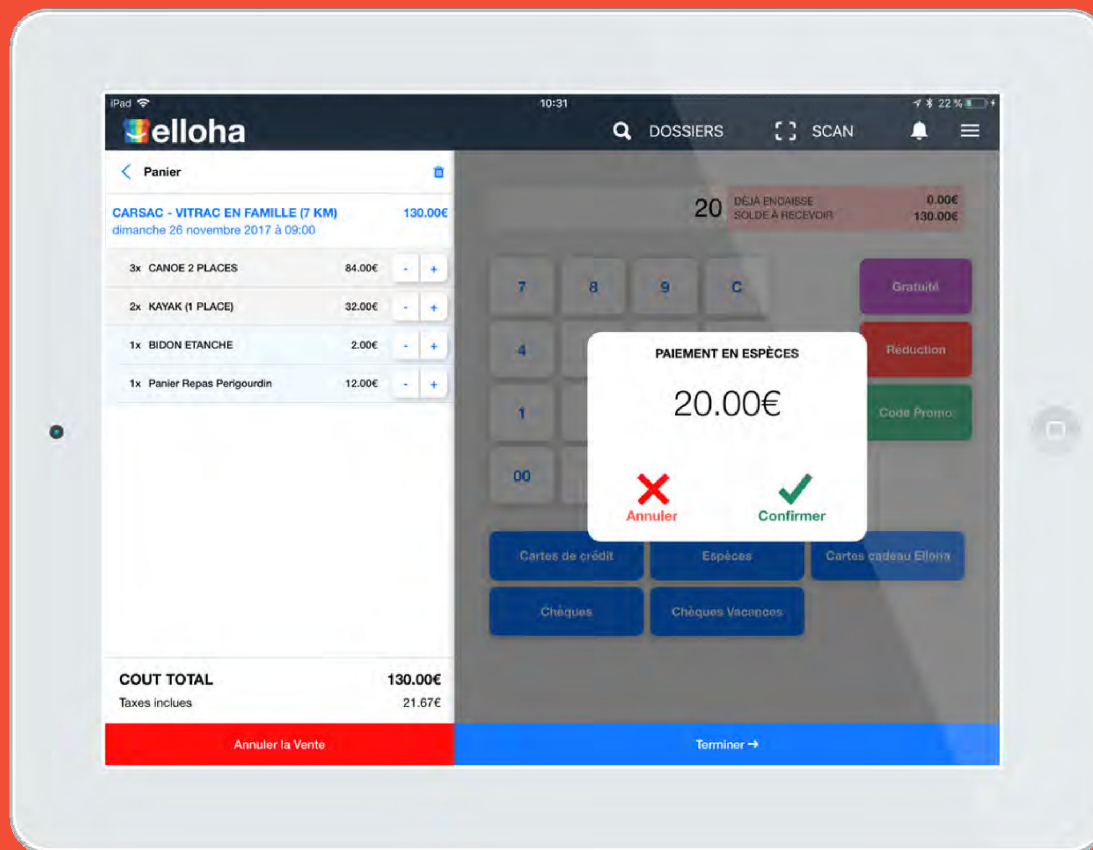 iPad 10:31 22 %
elloha DOSSIERS SCAN
Panier
CARSAC - VITRAC EN FAMILLE (7 KM) 130.00€
dimanche 26 novembre 2017 à 09:00
3x CANOE 2 PLACES 84.00€ - +
2x KAYAK (1 PLACE) 32.00€ - +
1x BIDON ETANCHE 2.00€ - +
1x Panier Repas Perigourdin 12.00€ - +
COUT TOTAL 130.00€
Taxes inclues 21.67€
Annuler la Vente
20 DÉJÀ ENCAISSÉ 0.00€
SOLDE À RECEVOIR 130.00€
7 8 9 C Gratuité
4 Réduction
1 Code Promo
00
PAIEMENT EN ESPÈCES
20.00€
Annuler Confirmer
Cartes de crédit Espèces Cartes cadeau Elloha
Chèques Chèques Vacances
Terminer →